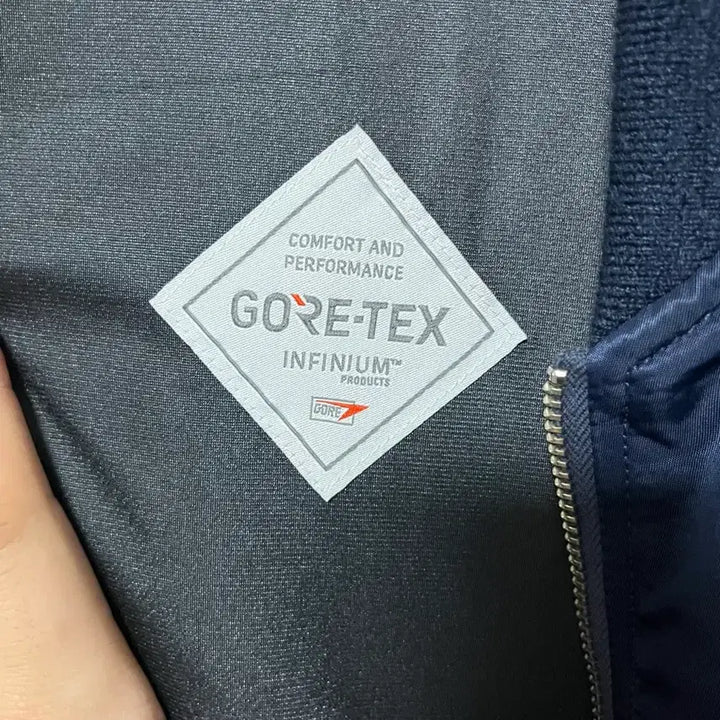 COMFORT AND
PERFORMANCE
GORE-TEX
INFINIUM™
PRODUCTS
GORE